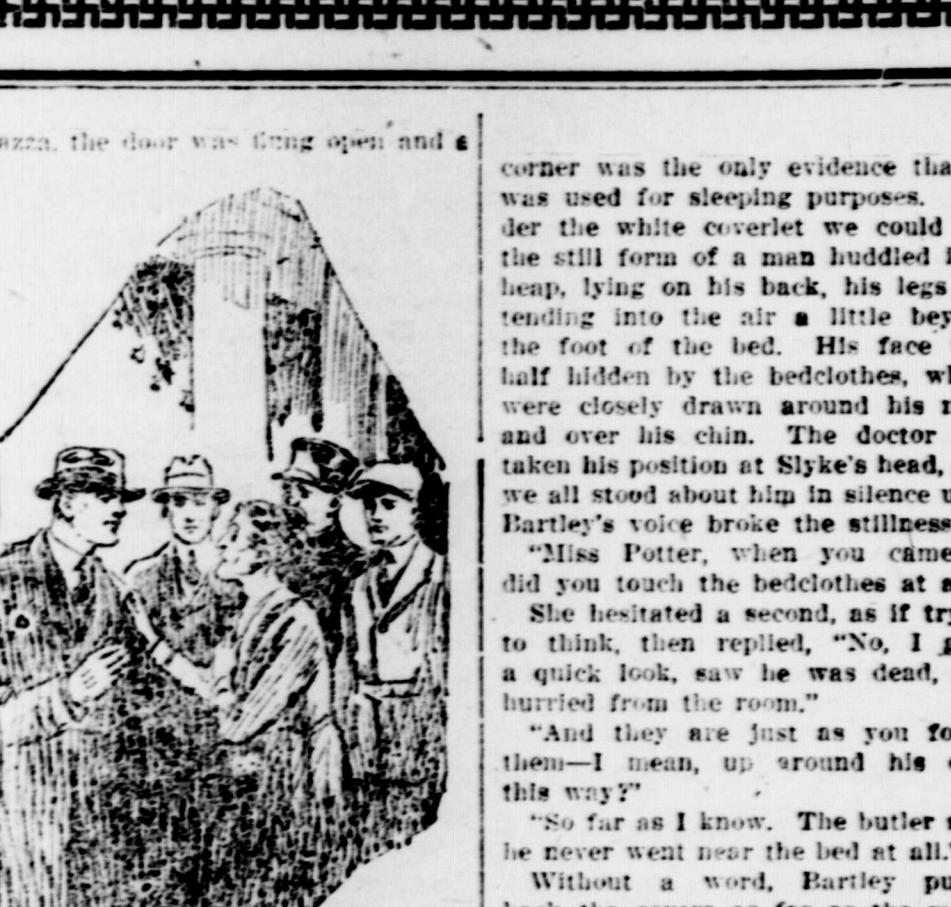 azza, the door was flung open and a
corner was the only evidence tha
was used for sleeping purposes.
der the white coverlet we could
the still form of a man huddled i
heap, lying on his back, his legs
tending into the air a little bey
the foot of the bed. His face
half hidden by the bedclothes, wh
were closely drawn around his n
and over his chin. The doctor
taken his position at Slyke's head,
we all stood about him in silence u
Bartley's voice broke the stillness
"Miss Potter, when you came
did you touch the bedclothes at a
She hesitated a second, as if try
to think, then replied, "No, I g
a quick look, saw he was dead,
hurried from the room."
"And they are just as you fo
them—I mean, up around his c
this way?"
"So far as I know. The butler s
he never went near the bed at all."
Without a word, Bartley pu